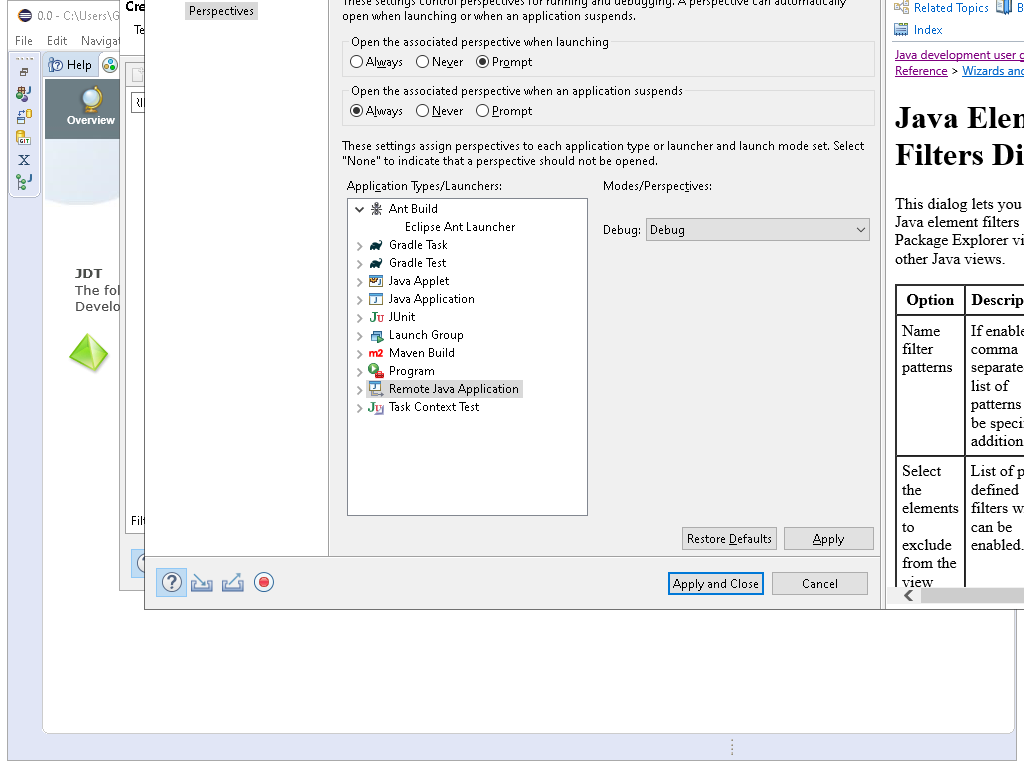 0.0 - C:\Users\G
File Edit Navigat
Help
Overview
JDT
The fol
Develo
Cre
Te
Filt
Perspectives
These settings control perspectives for running and debugging. A perspective can automatically
open when launching or when an application suspends.
Open the associated perspective when launching
Always Never Prompt
Open the associated perspective when an application suspends
Always Never Prompt
These settings assign perspectives to each application type or launcher and launch mode set. Select
"None" to indicate that a perspective should not be opened.
Application Types/Launchers:
Modes/Perspectives:
Ant Build
Eclipse Ant Launcher
Gradle Task
Gradle Test
Java Applet
Java Application
JUnit
Launch Group
Maven Build
Program
Remote Java Application
Task Context Test
Debug: Debug
Restore Defaults Apply
Apply and Close Cancel
Related Topics B
Index
Java development user g
Reference > Wizards and
Java Elem
Filters Di
This dialog lets you
Java element filters
Package Explorer vi
other Java views.
Option Descrip
Name
filter
patterns
If enable
comma
separate
list of
patterns
be speci
addition
Select
the
elements
to
exclude
from the
view
List of p
defined
filters w
can be
enabled.